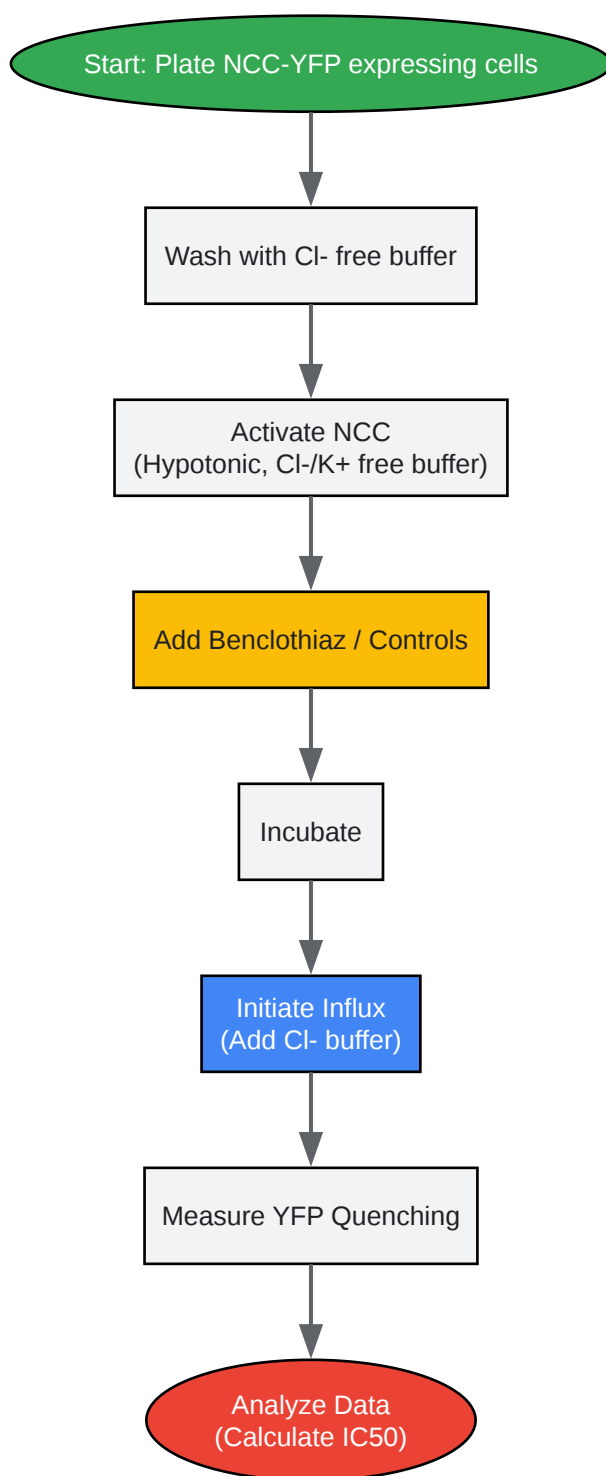 Start: Plate NCC-YFP expressing cells
Wash with Cl- free buffer
Activate NCC
(Hypotonic, Cl-/K+ free buffer)
Add Benclothiaz / Controls
Incubate
Initiate Influx
(Add Cl- buffer)
Measure YFP Quenching
Analyze Data
(Calculate IC50)